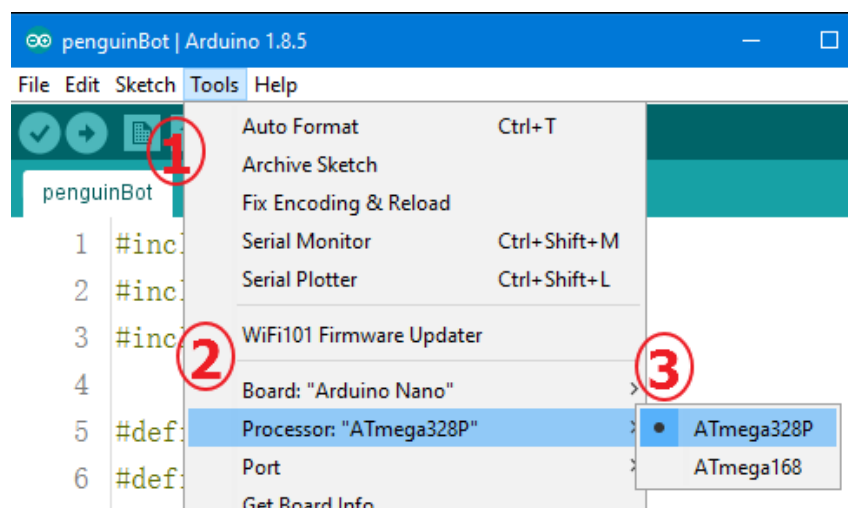 penguinBot | Arduino 1.8.5
File Edit Sketch Tools Help
1
Auto Format Ctrl+T
Archive Sketch
penguinBot
Fix Encoding & Reload
1 #incl
Serial Monitor Ctrl+Shift+M
2 #incl
Serial Plotter Ctrl+Shift+L
3 #incl
WiFi101 Firmware Updater
2
3
4
Board: "Arduino Nano"
5 #def
Processor: "ATmega328P"
ATmega328P
6 #def
Port
ATmega168
Get Board Info